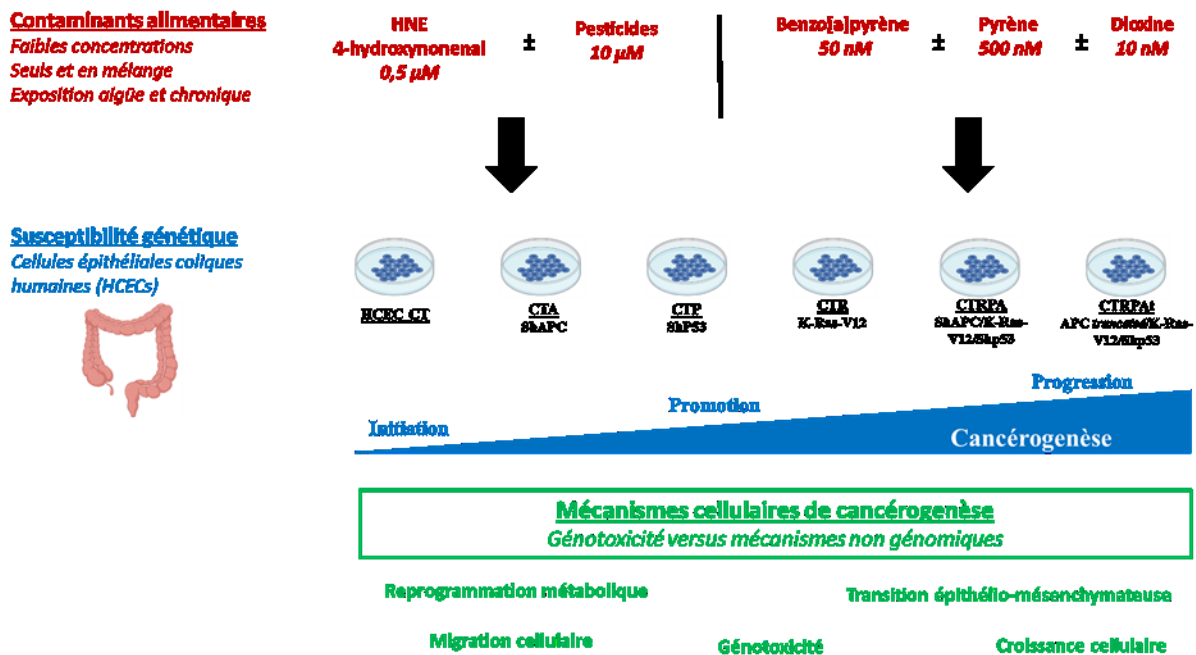 Contaminants alimentaires
Faibles concentrations
Seuls et en mélange
Exposition aigüe et chronique
HNE
4-hydroxynonenal
0,5 µM
±
Pesticides
10 µM
Benzo[a]pyrène
50 nM
±
Pyrène
500 nM
±
Dioxine
10 nM
Susceptibilité génétique
Cellules épithéliales coliques
humaines (HCECs)
HCEC CT
CTA
ShAPC
CTP
ShP53
CTR
K-Ras-V12
CTRPA
ShAPC/K-Ras-
V12/Shp53
CTRPAt
APC truncated/K-Ras-
V12/Shp53
Initiation
Promotion
Progression
Cancérogenèse
Mécanismes cellulaires de cancérogenèse
Génotoxicité versus mécanismes non génomiques
Reprogrammation métabolique
Transition épithélio-mésenchymateuse
Migration cellulaire
Génotoxicité
Croissance cellulaire